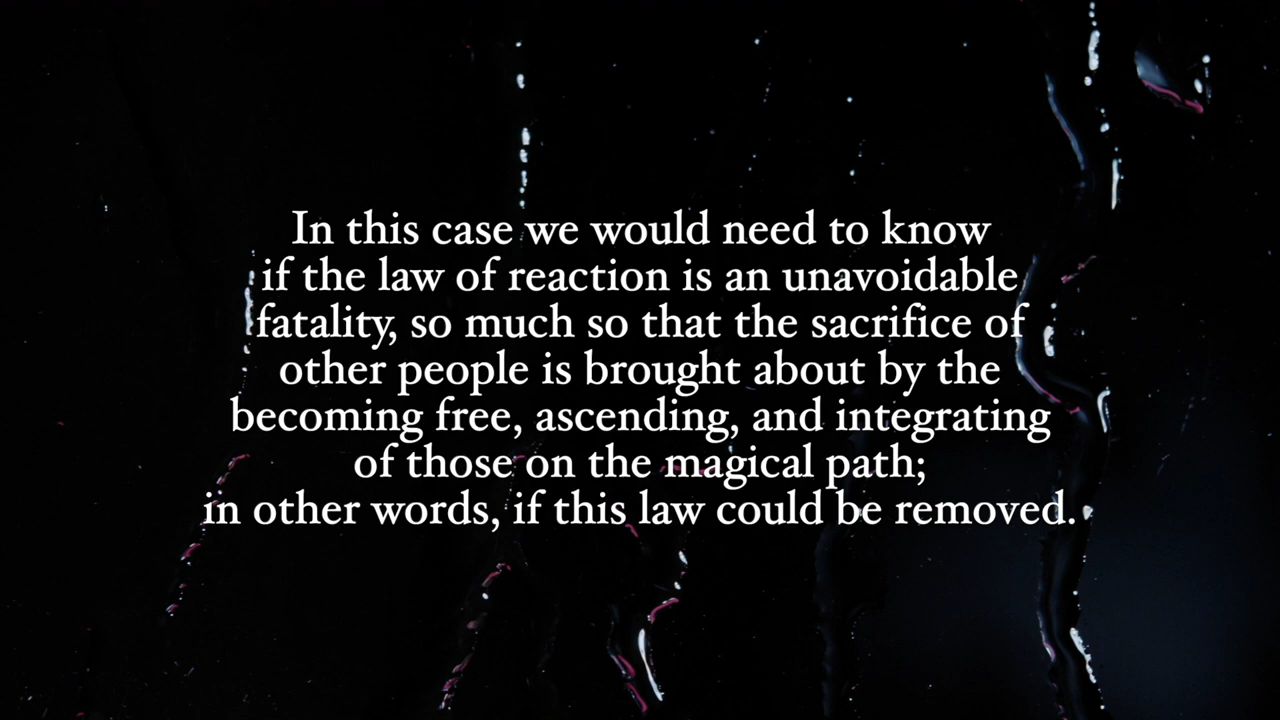 In this case we would need to know
if the law of reaction is an unavoidable
fatality, so much so that the sacrifice of
other people is brought about by the
becoming free, ascending, and integrating
of those on the magical path;
in other words, if this law could be removed.